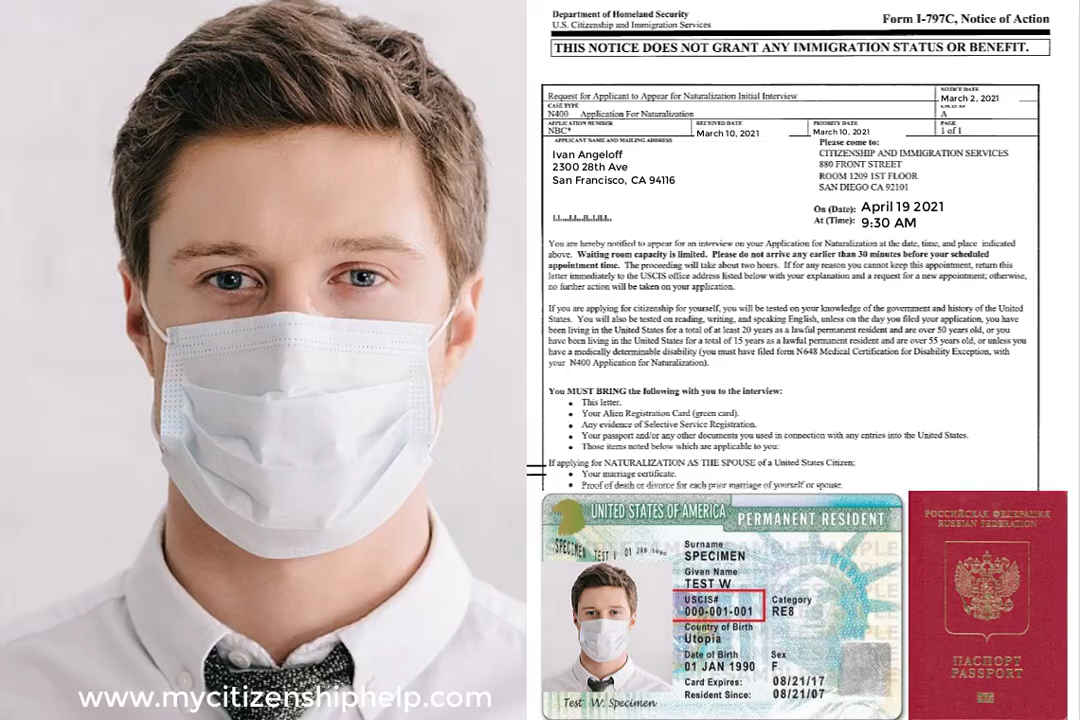 Department of Homeland Security
U.S. Citizenship and Immigration Services
Form I-797C, Notice of Action
THIS NOTICE DOES NOT GRANT ANY IMMIGRATION STATUS OR BENEFIT.
Request for Applicant to Appear for Naturalization Initial Interview
NOTICE DATE
March 2, 2021
CASE TYPE
N400 Application For Naturalization
A
APPLICATION NUMBER
NBC*
RECEIVED DATE
March 10, 2021
PRIORITY DATE
March 10, 2021
PAGE
1 of 1
APPLICANT NAME AND MAILING ADDRESS
Ivan Angeloff
2300 28th Ave
San Francisco, CA 94116
Please come to:
CITIZENSHIP AND IMMIGRATION SERVICES
880 FRONT STREET
ROOM 1209 1ST FLOOR
SAN DIEGO CA 92101
On (Date): April 19 2021
At (Time): 9:30 AM
You are hereby notified to appear for an interview on your Application for Naturalization at the date, time, and place indicated
above. Waiting room capacity is limited. Please do not arrive any earlier than 30 minutes before your scheduled
appointment time. The proceeding will take about two hours. If for any reason you cannot keep this appointment, return this
letter immediately to the USCIS office address listed below with your explanation and a request for a new appointment; otherwise,
no further action will be taken on your application.
If you are applying for citizenship for yourself, you will be tested on your knowledge of the government and history of the United
States. You will also be tested on reading, writing, and speaking English, unless on the day you filed your application, you have
been living in the United States for a total of at least 20 years as a lawful permanent resident and are over 50 years old, or you
have been living in the United States for a total of 15 years as a lawful permanent resident and are over 55 years old, or unless you
have a medically determinable disability (you must have filed form N648 Medical Certification for Disability Exception, with
your N400 Application for Naturalization).
You MUST BRING the following with you to the interview:
• This letter.
• Your Alien Registration Card (green card).
• Any evidence of Selective Service Registration.
• Your passport and/or any other documents you used in connection with any entries into the United States.
• Those items noted below which are applicable to you:
If applying for NATURALIZATION AS THE SPOUSE of a United States Citizen;
• Your marriage certificate.
• Proof of death or divorce for each prior marriage of yourself or spouse.
UNITED STATES OF AMERICA
PERMANENT RESIDENT
SPECIMEN TEST V 01 JAN 1990
Surname
SPECIMEN
Given Name
TEST W
USCIS#
000-001-001
Category
RE8
Country of Birth
Utopia
Date of Birth
01 JAN 1990
Sex
F
Card Expires: 08/21/17
Resident Since: 08/21/07
Test W. Specimen
РОССИЙСКАЯ ФЕДЕРАЦИЯ
RUSSIAN FEDERATION
ПАСПОРТ
PASSPORT
www.mycitizenshiphelp.com